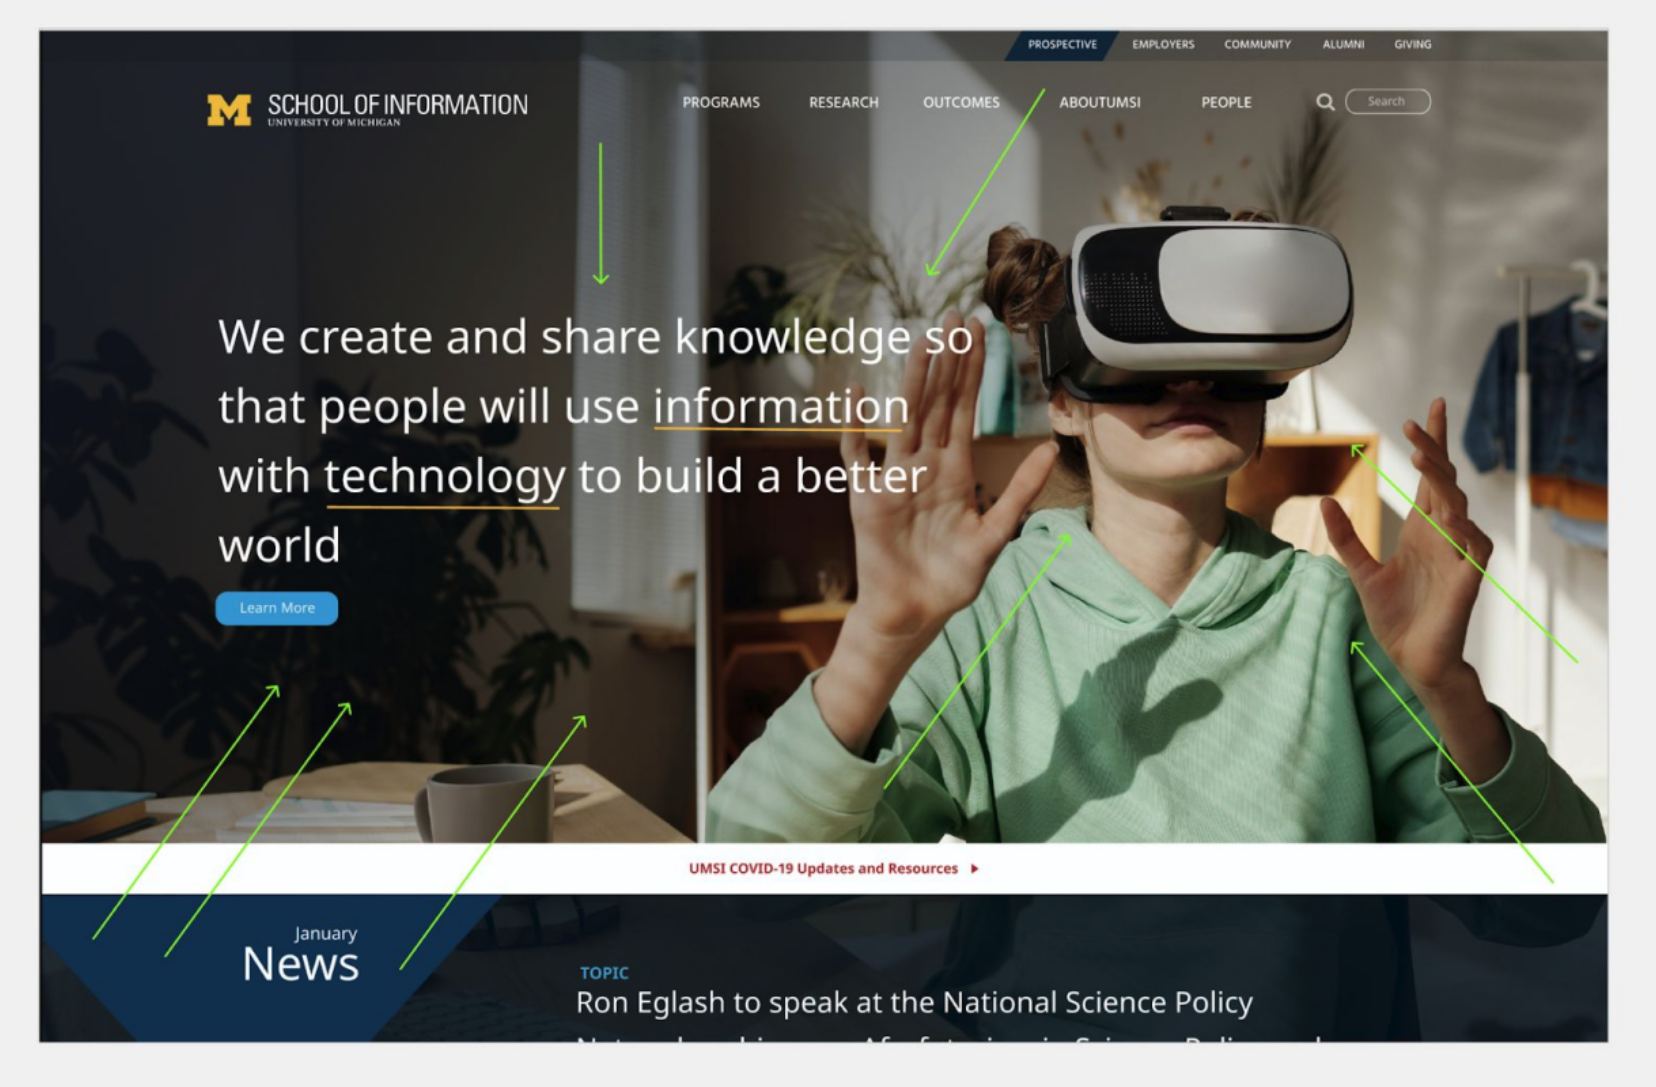 PROSPECTIVE EMPLOYERS COMMUNITY ALUMNI GIVING
M SCHOOL OF INFORMATION
UNIVERSITY OF MICHIGAN
PROGRAMS RESEARCH OUTCOMES ABOUTUMSI PEOPLE Search
We create and share knowledge so
that people will use information
with technology to build a better
world
Learn More
UMSI COVID-19 Updates and Resources
January
News
TOPIC
Ron Eglash to speak at the National Science Policy